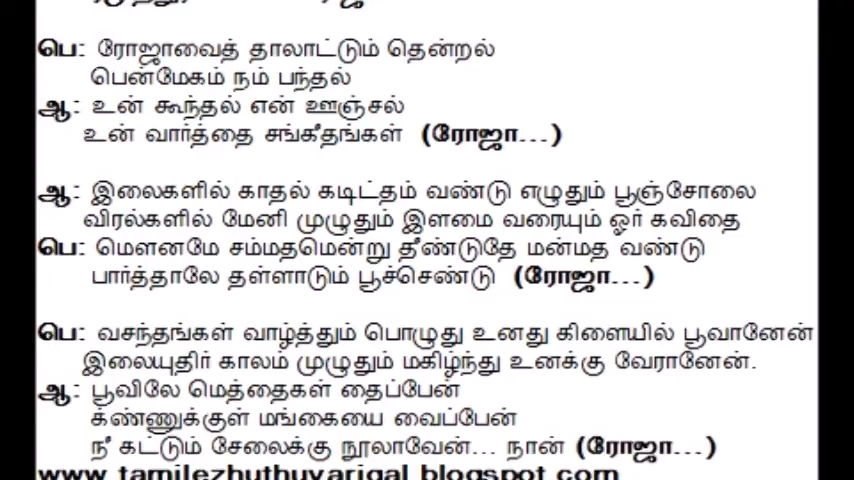 பெ: ரோஜாவைத் தாலாட்டும் தென்றல்
பென்மேகம் நம் பந்தல்
ஆ: உன் கூந்தல் என் ஊஞ்சல்
உன் வார்த்தை சங்கீதங்கள் (ரோஜா...)
ஆ: இலைகளில் காதல் கடிட்தம் வண்டு எழுதும் பூஞ்சோலை
விரல்களில் மேனி முழுதும் இளமை வரையும் ஓர் கவிதை
பெ: மௌனமே சம்மதமென்று தீண்டுதே மன்மத வண்டு
பார்த்தாலே தள்ளாடும் பூச்செண்டு (ரோஜா...)
பெ: வசந்தங்கள் வாழ்த்தும் பொழுது உனது கிளையில் பூவானேன்
இலையுதிர் காலம் முழுதும் மகிழ்ந்து உனக்கு வேரானேன்.
ஆ: பூவிலே மெத்தைகள் தைப்பேன்
க்ண்ணுக்குள் மங்கையை வைப்பேன்
நீ கட்டும் சேலைக்கு நூலாவேன்... நான் (ரோஜா...)
www.tamilezhuthuvarigal.blogspot.com